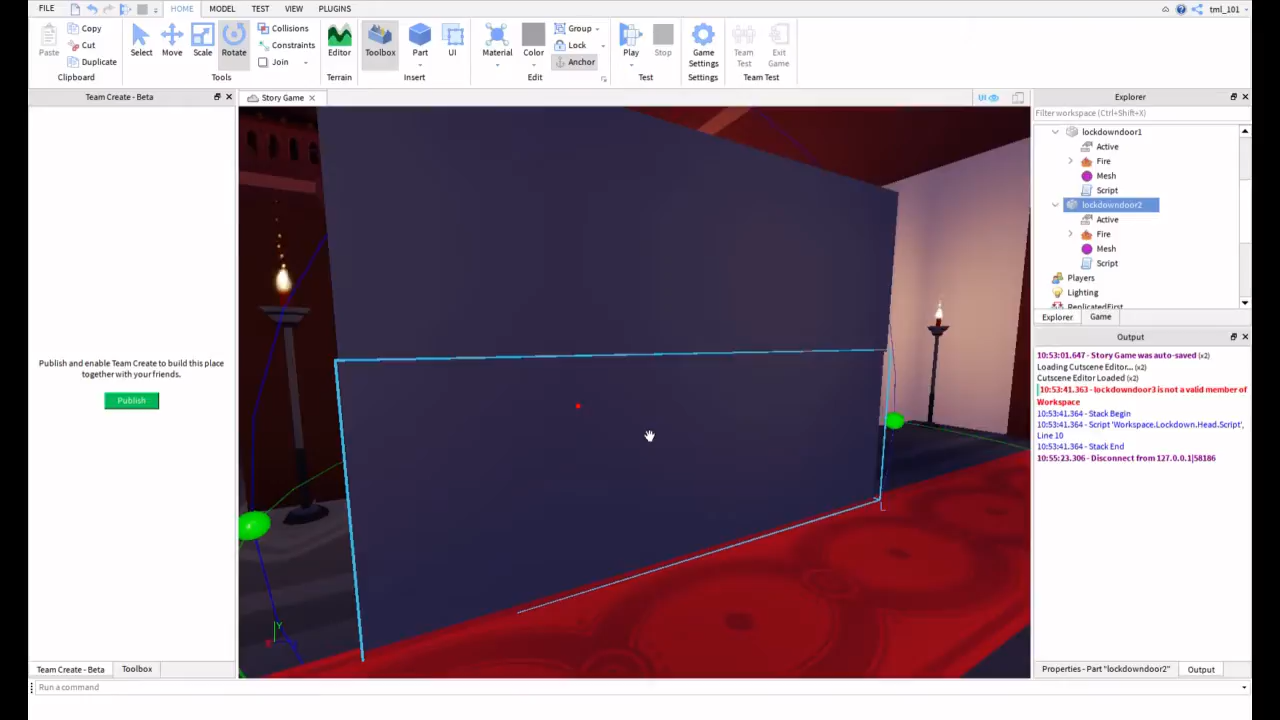 FILE HOME MODEL TEST VIEW PLUGINS tml_101
Copy
Cut
Duplicate
Paste
Clipboard
Select Move Scale Rotate
Collisions
Constraints
Join
Tools
Editor
Terrain
Toolbox Part UI
Insert
Material Color
Group
Lock
Anchor
Edit
Play Stop
Test
Game
Settings
Settings
Team
Test
Exit
Game
Team Test
Team Create - Beta
Story Game
UI
Explorer
Filter workspace (Ctrl+Shift+X)
lockdowndoor1
Active
Fire
Mesh
Script
lockdowndoor2
Active
Fire
Mesh
Script
Players
Lighting
ReplicatedFirst
Explorer Game
Publish and enable Team Create to build this place
together with your friends.
Publish
Output
10:53:01.647 - Story Game was auto-saved (x2)
Loading Cutscene Editor... (x2)
Cutscene Editor Loaded (x2)
10:53:41.363 - lockdowndoor3 is not a valid member of
Workspace
10:53:41.364 - Stack Begin
10:53:41.364 - Script 'Workspace.Lockdown.Head.Script',
Line 10
10:53:41.364 - Stack End
10:55:23.306 - Disconnect from 127.0.0.1|58186
Y
Team Create - Beta Toolbox
Properties - Part "lockdowndoor2" Output
Run a command